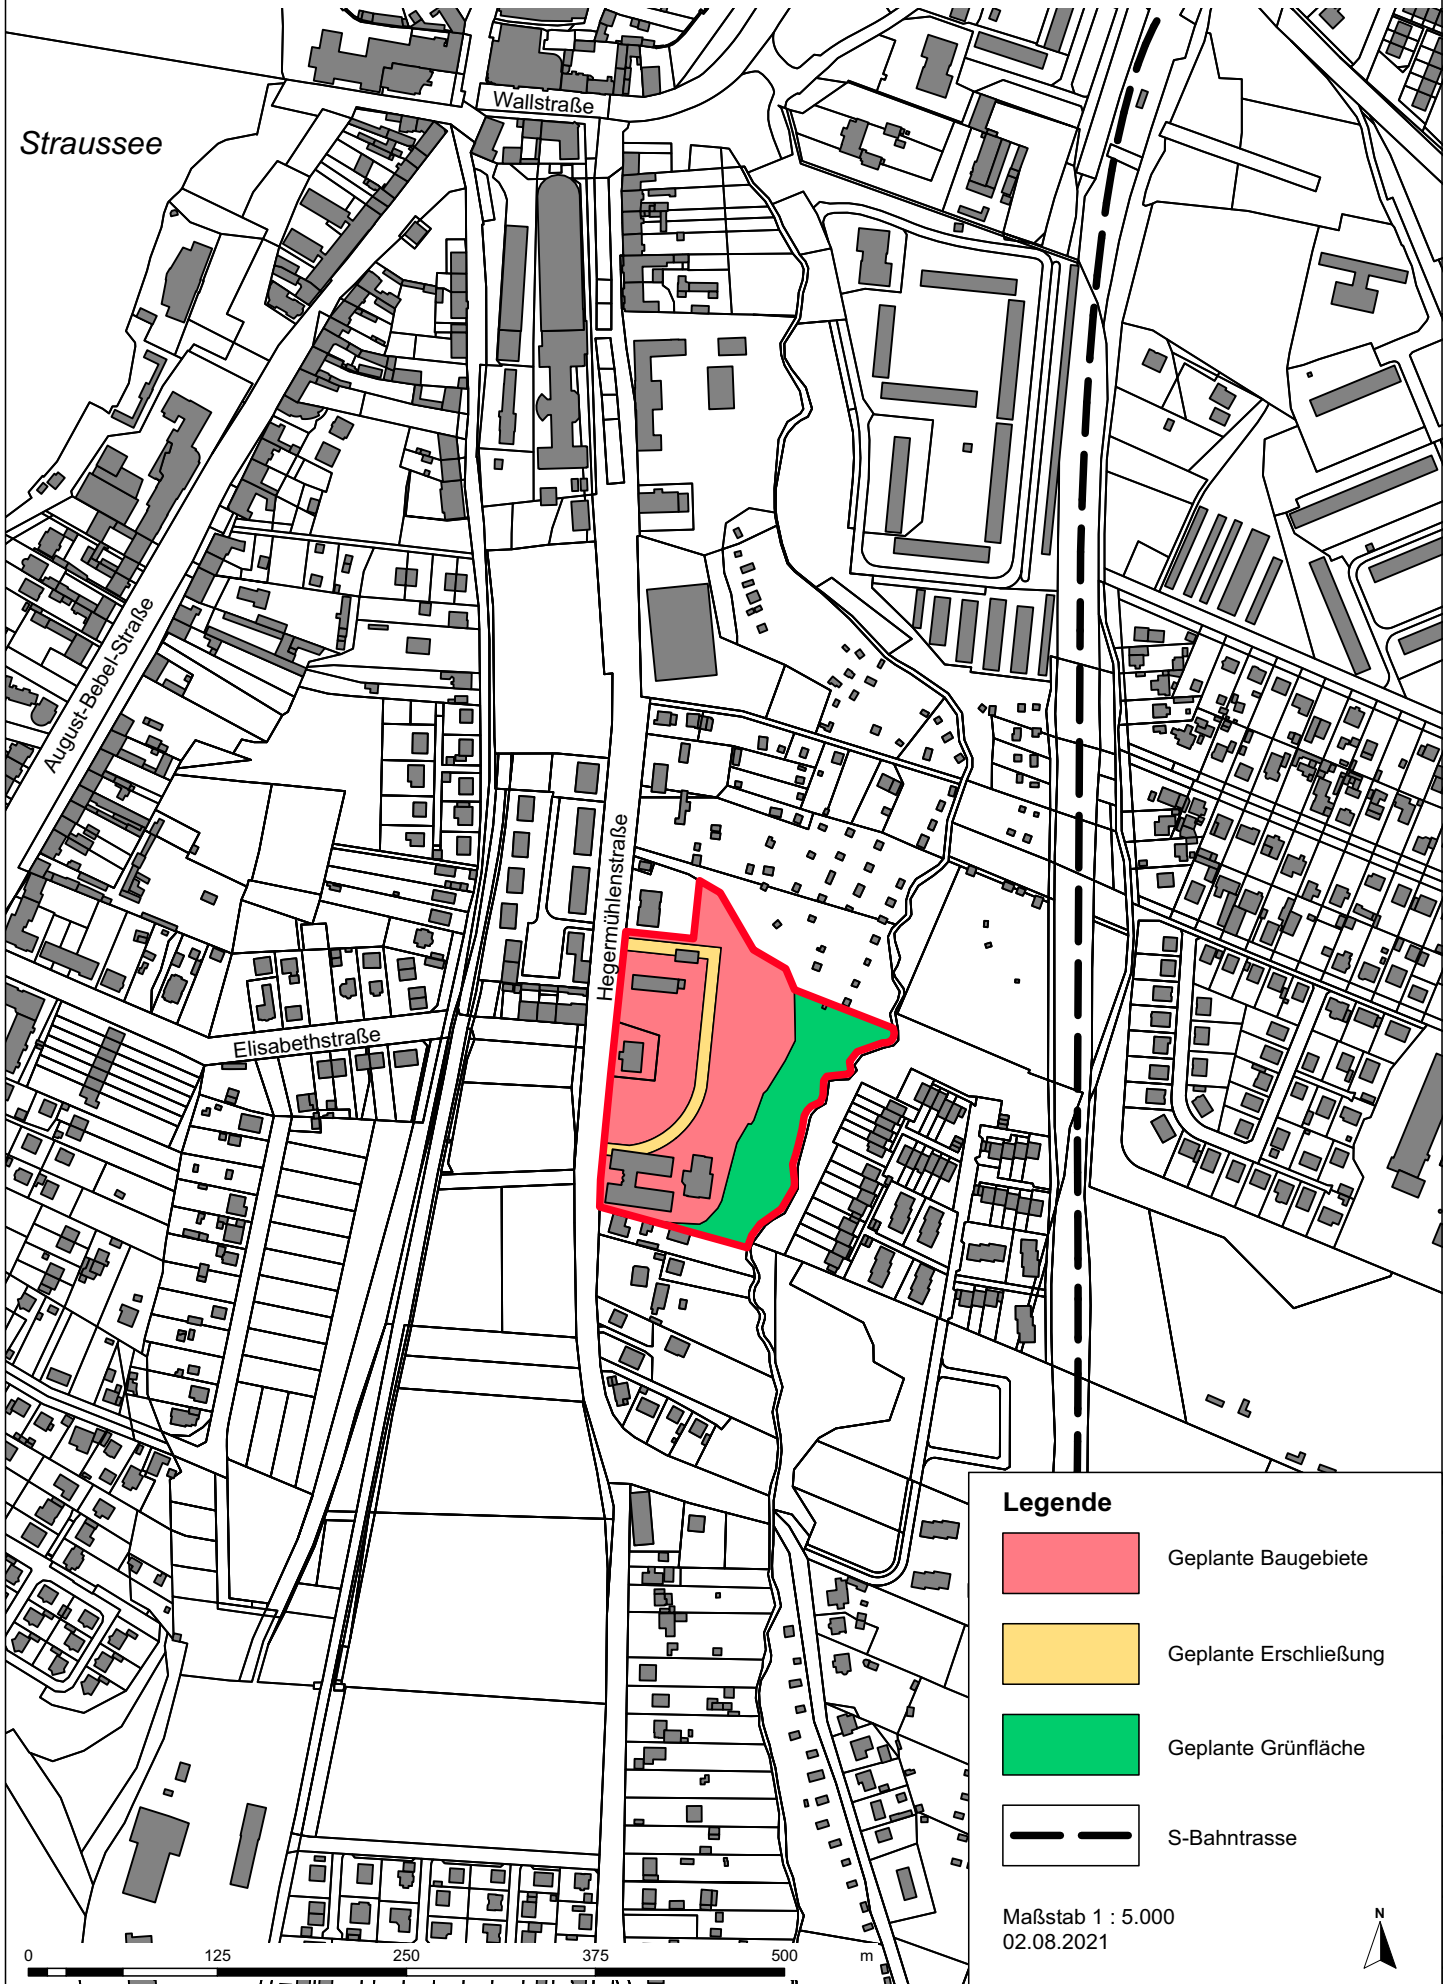 Wallstraße
Straussee
August-Bebel-Straße
Hegermühlenstraße
Elisabethstraße
Legende
Geplante Baugebiete
Geplante Erschließung
Geplante Grünfläche
S-Bahntrasse
Maßstab 1 : 5.000
02.08.2021
N
0 125 250 375 500 m